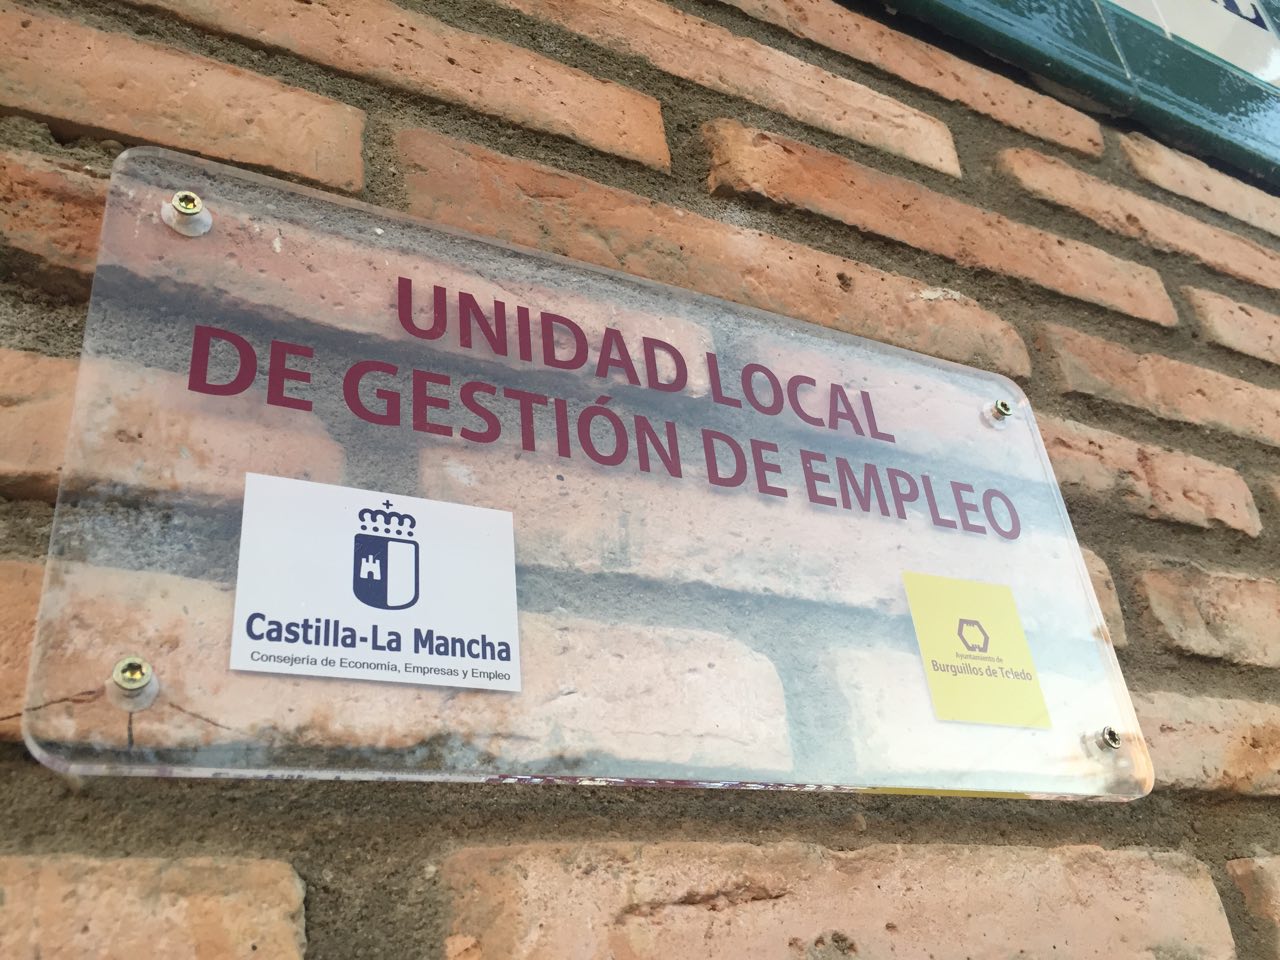 UNIDAD LOCAL
DE GESTIÓN DE EMPLEO
Castilla-La Mancha
Consejería de Economía, Empresas y Empleo
Ayuntamiento de
Burguillos de Toledo